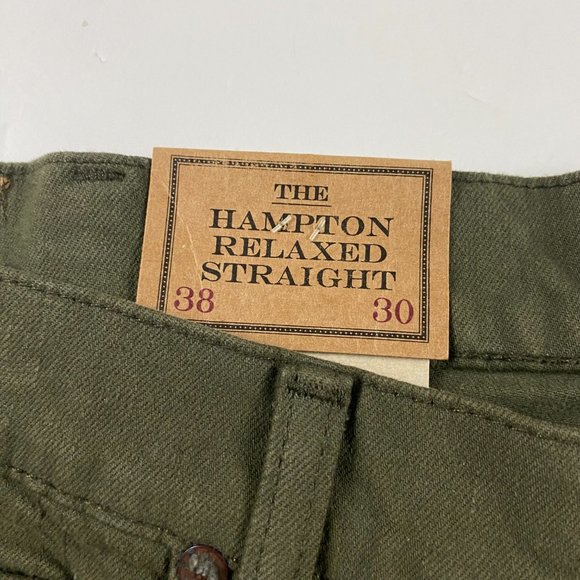 THE
HAMPTON
RELAXED
STRAIGHT
38 30